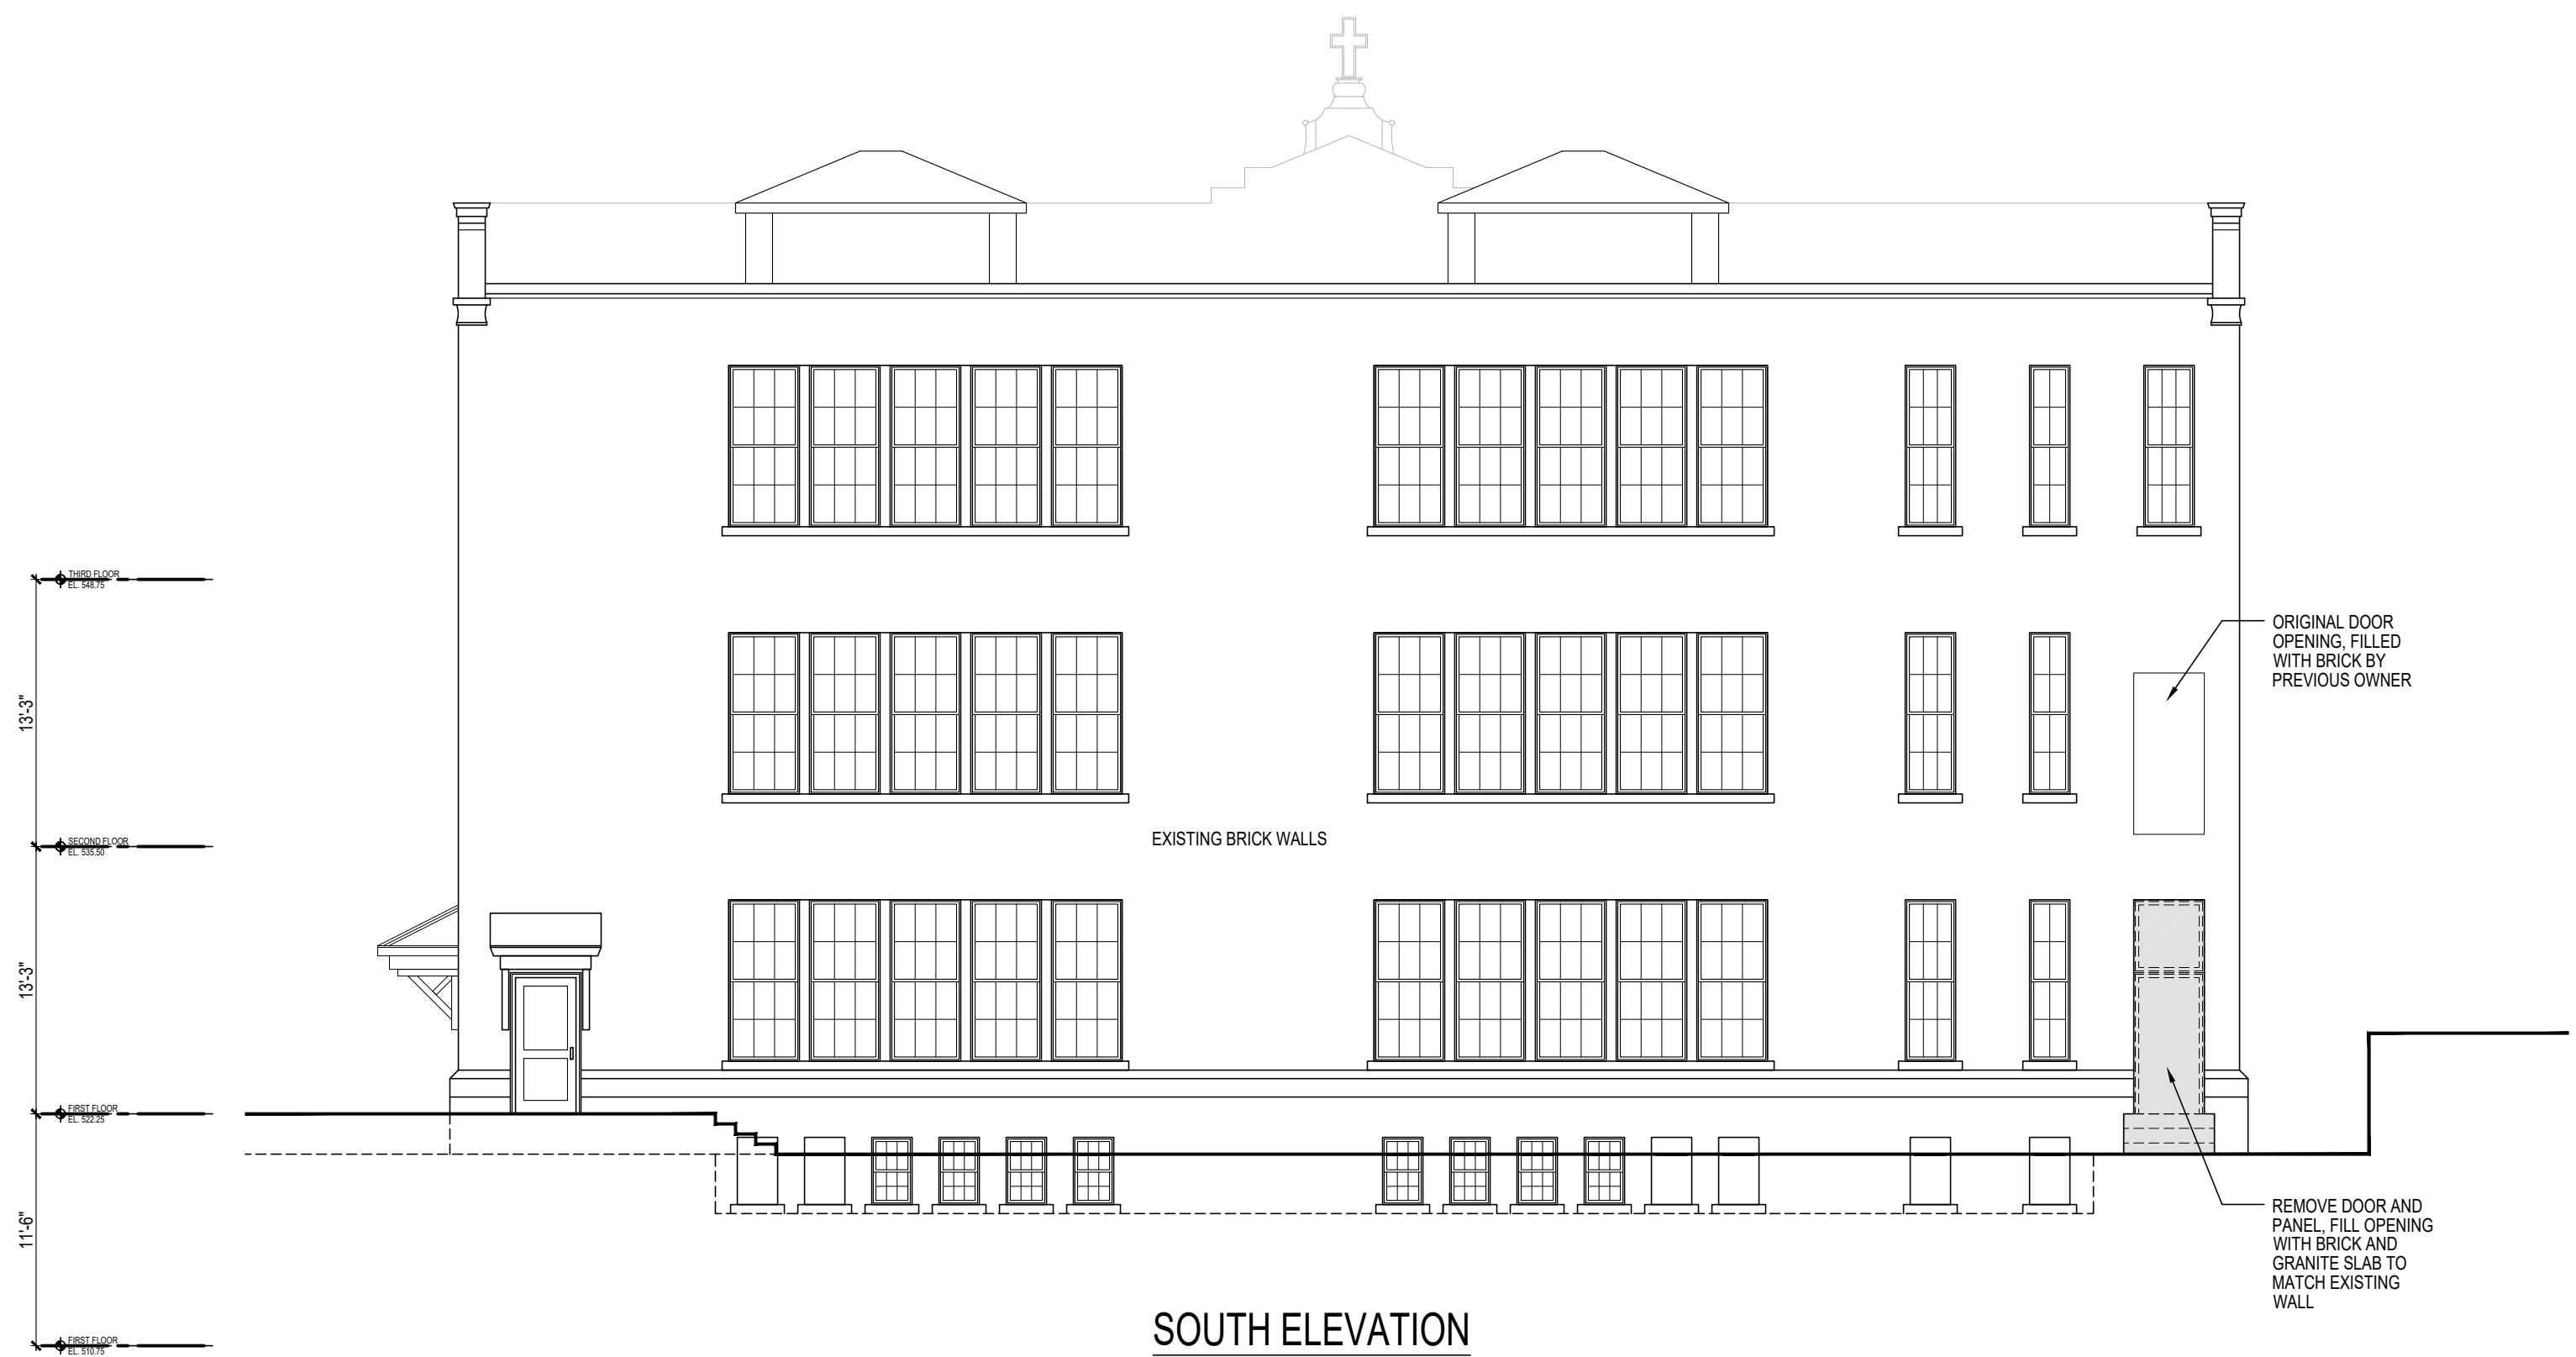 THIRD FLOOR
EL. 548.75
13'-3"
ORIGINAL DOOR
OPENING, FILLED
WITH BRICK BY
PREVIOUS OWNER
SECOND FLOOR
EL. 535.50
EXISTING BRICK WALLS
13'-3"
FIRST FLOOR
EL. 522.25
11'-6"
REMOVE DOOR AND
PANEL, FILL OPENING
WITH BRICK AND
GRANITE SLAB TO
MATCH EXISTING
WALL
FIRST FLOOR
EL. 510.75
SOUTH ELEVATION